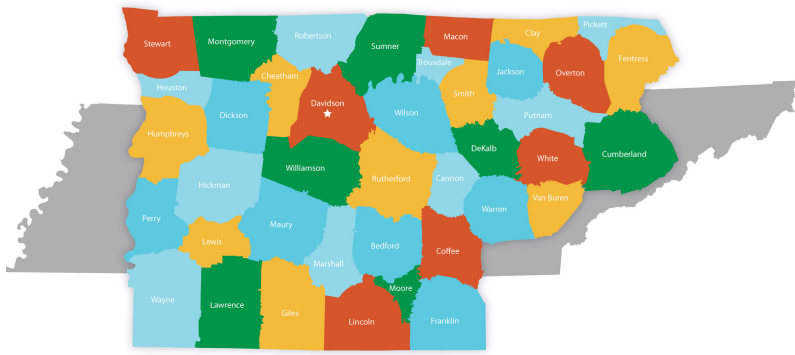 Pickett
Stewart
Montgomery
Robertson
Sumner
Macon
Clay
Fentress
Trousdale
Jackson
Overton
Cheatham
Houston
Dickson
Davidson
Wilson
Smith
Putnam
Humphreys
DeKalb
White
Cumberland
Williamson
Rutherford
Cannon
Hickman
Van Buren
Warren
Perry
Maury
Lewis
Bedford
Coffee
Marshall
Moore
Wayne
Lawrence
Giles
Lincoln
Franklin